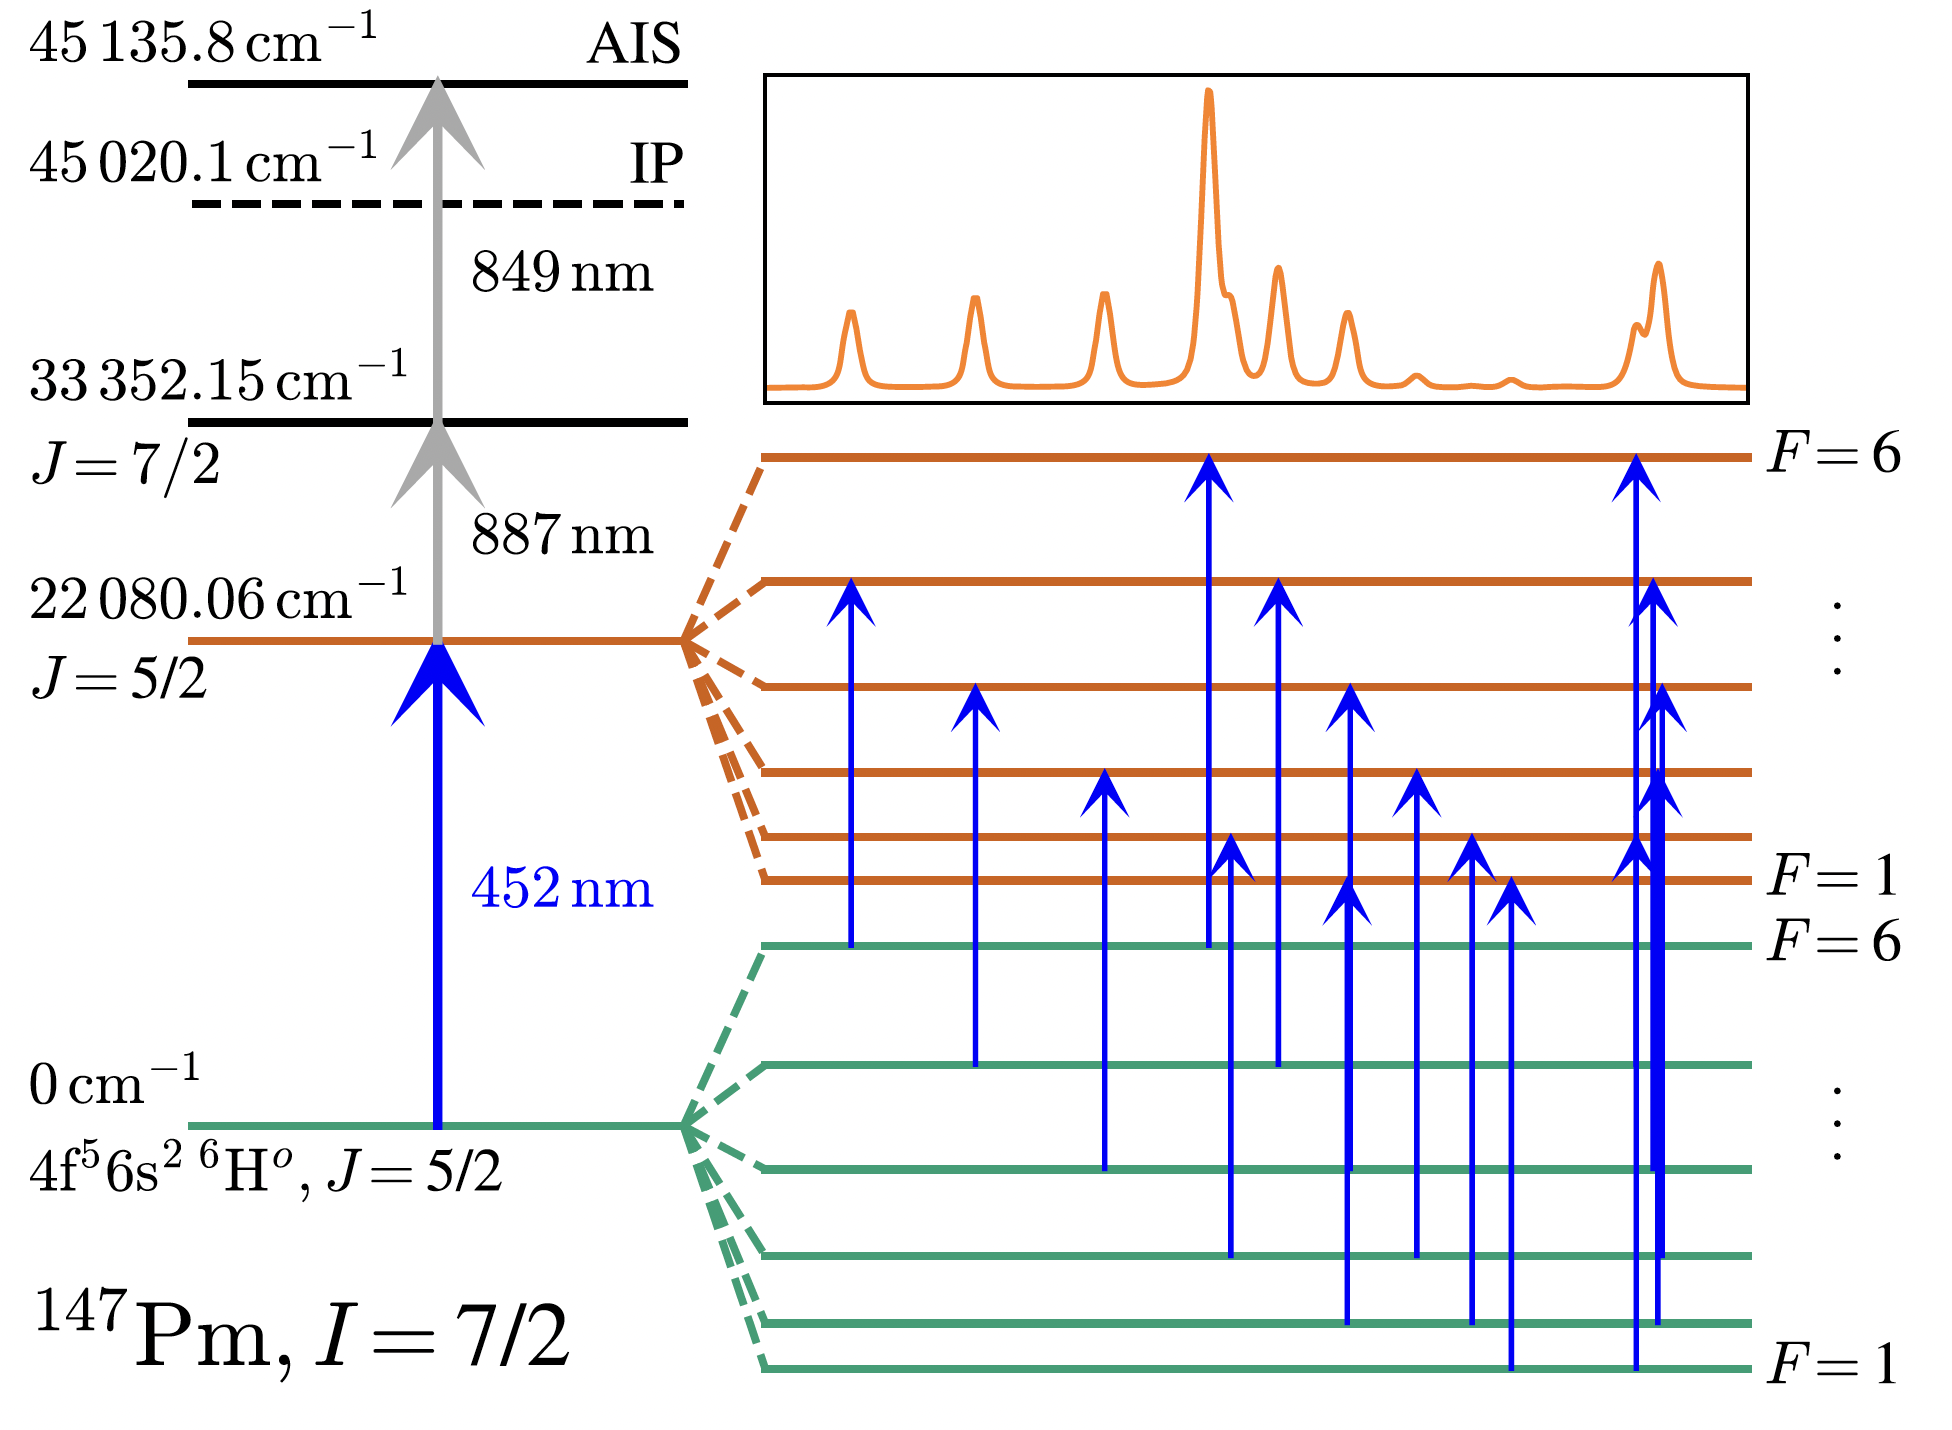 45 135.8 cm⁻¹ AIS
45 020.1 cm⁻¹ IP
849 nm
33 352.15 cm⁻¹
J = 7/2
887 nm
22 080.06 cm⁻¹
J = 5/2
452 nm
0 cm⁻¹
4f⁵6s² ⁶Hᵒ, J = 5/2
¹⁴⁷Pm, I = 7/2
F = 6
⋮
F = 1
F = 6
⋮
F = 1